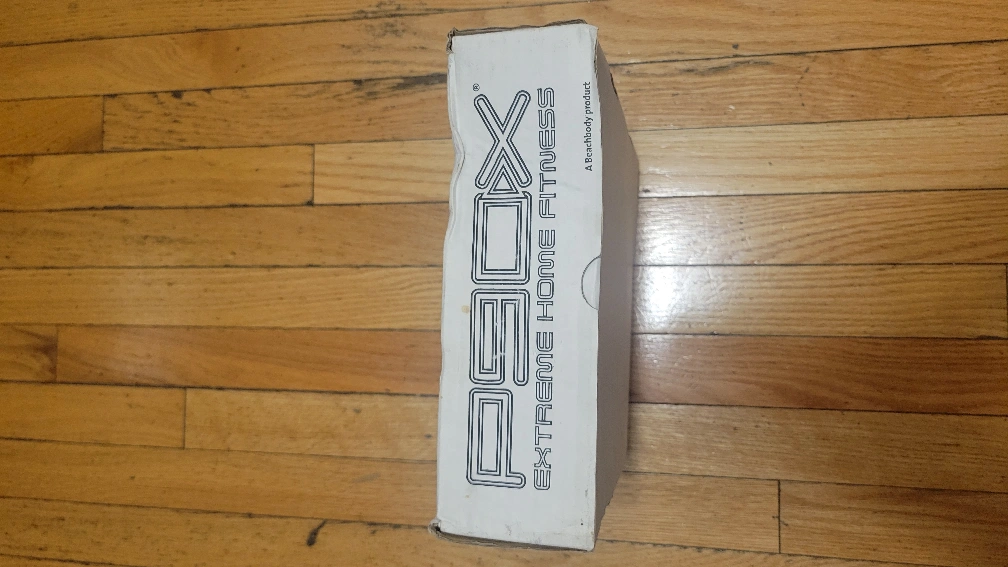 P90X®
EXTREME HOME FITNESS
A Beachbody product